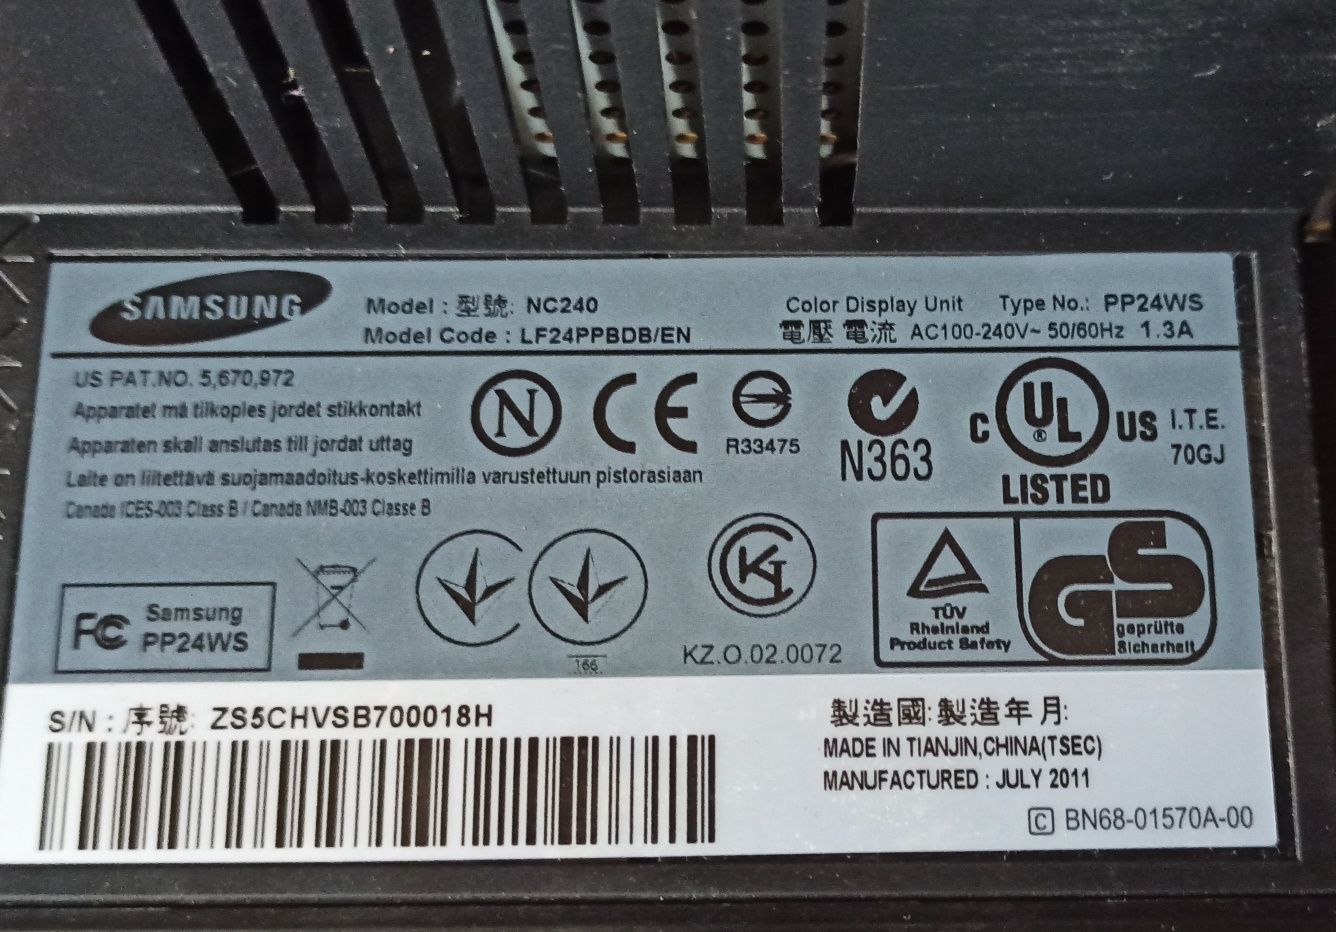 SAMSUNG
Model : 型號: NC240
Model Code : LF24PPBDB/EN
Color Display Unit Type No.: PP24WS
電壓 電流 AC100-240V~ 50/60Hz 1.3A
US PAT.NO. 5,670,972
Apparatet må tilkoples jordet stikkontakt
Apparaten skall anslutas till jordat uttag
Laite on liitettävä suojamaadoitus-koskettimilla varustettuun pistorasiaan
Canada ICES-003 Class B / Canada NMB-003 Classe B
N
CE
R33475
N363
C UL® US
LISTED
I.T.E.
70GJ
FC
Samsung
PP24WS
166
KZ.O.02.0072
TÜV
Rheinland
Product Safety
GS
geprüfte
Sicherheit
S/N : 序號: ZS5CHVSB700018H
製造國: 製造年月:
MADE IN TIANJIN,CHINA(TSEC)
MANUFACTURED : JULY 2011
C BN68-01570A-00